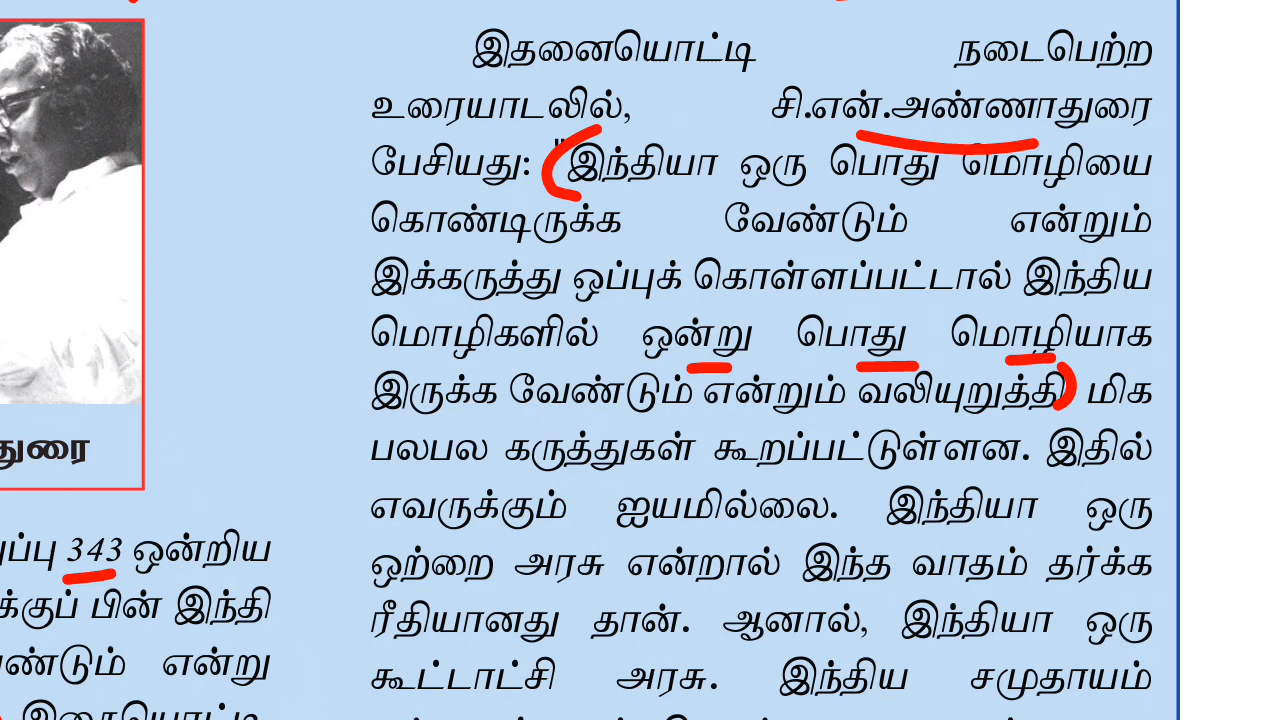 துரை
ப்பு 343 ஒன்றிய
க்குப் பின் இந்தி
ண்டும் என்று
இதனையொட்டி நடைபெற்ற
உரையாடலில், சி.என்.அண்ணாதுரை
பேசியது: "இந்தியா ஒரு பொது மொழியை
கொண்டிருக்க வேண்டும் என்றும்
இக்கருத்து ஒப்புக் கொள்ளப்பட்டால் இந்திய
மொழிகளில் ஒன்று பொது மொழியாக
இருக்க வேண்டும் என்றும் வலியுறுத்தி மிக
பலபல கருத்துகள் கூறப்பட்டுள்ளன. இதில்
எவருக்கும் ஐயமில்லை. இந்தியா ஒரு
ஒற்றை அரசு என்றால் இந்த வாதம் தர்க்க
ரீதியானது தான். ஆனால், இந்தியா ஒரு
கூட்டாட்சி அரசு. இந்திய சமுதாயம்